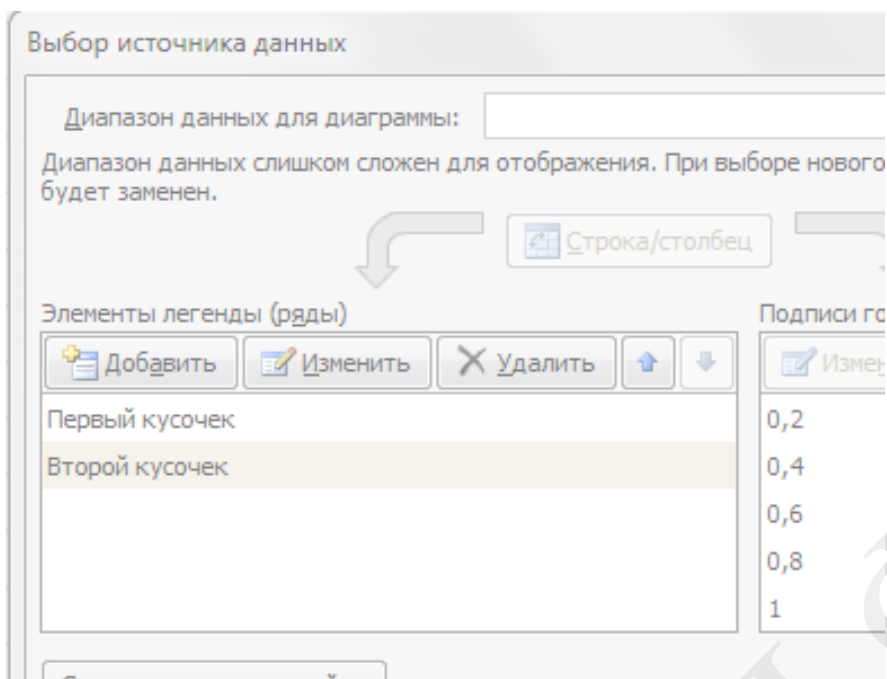 Выбор источника данных
Диапазон данных для диаграммы:
Диапазон данных слишком сложен для отображения. При выборе нового
будет заменен.
Строка/столбец
Элементы легенды (ряды)
Подписи
Добавить Изменить Удалить
Первый кусочек
Второй кусочек
0,2
0,4
0,6
0,8
1